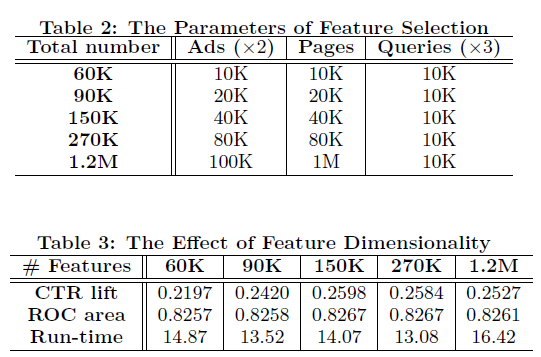 Table 2: The Parameters of Feature Selection
Total number Ads (×2) Pages Queries (×3)
60K 10K 10K 10K
90K 20K 20K 10K
150K 40K 40K 10K
270K 80K 80K 10K
1.2M 100K 1M 10K
Table 3: The Effect of Feature Dimensionality
# Features 60K 90K 150K 270K 1.2M
CTR lift 0.2197 0.2420 0.2598 0.2584 0.2527
ROC area 0.8257 0.8258 0.8267 0.8267 0.8261
Run-time 14.87 13.52 14.07 13.08 16.42